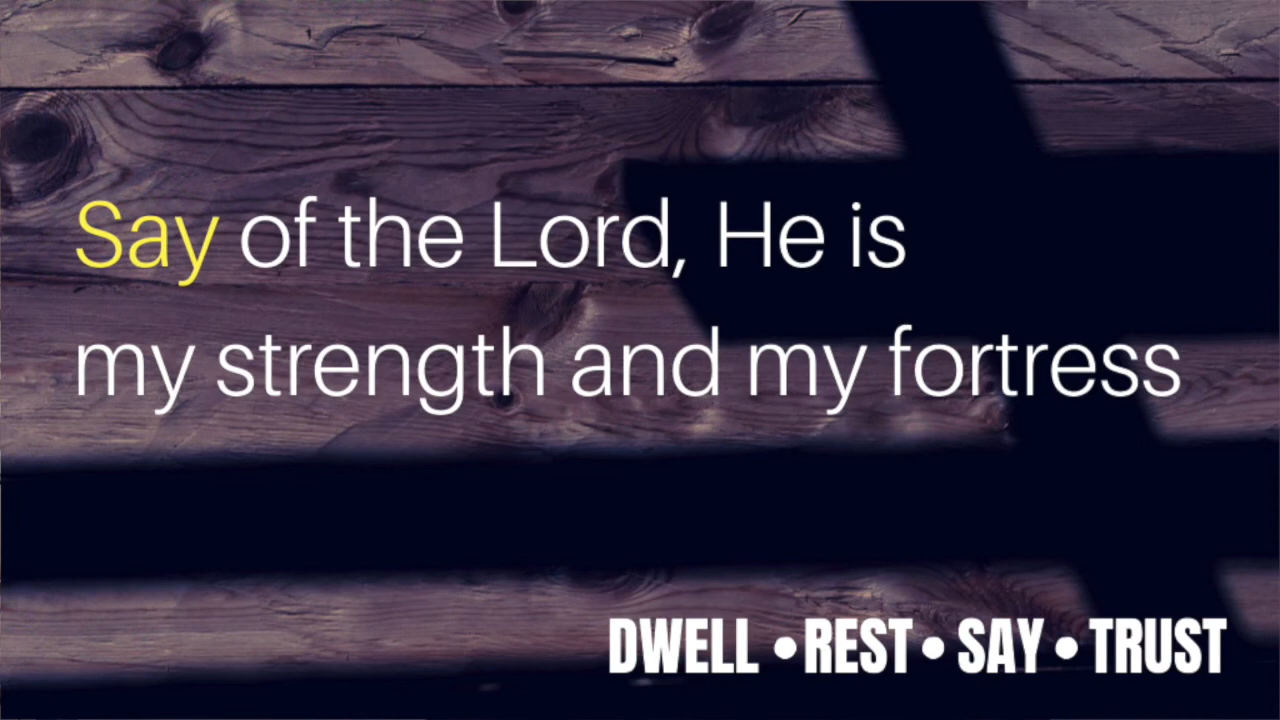 Say of the Lord, He is
my strength and my fortress
DWELL • REST • SAY • TRUST